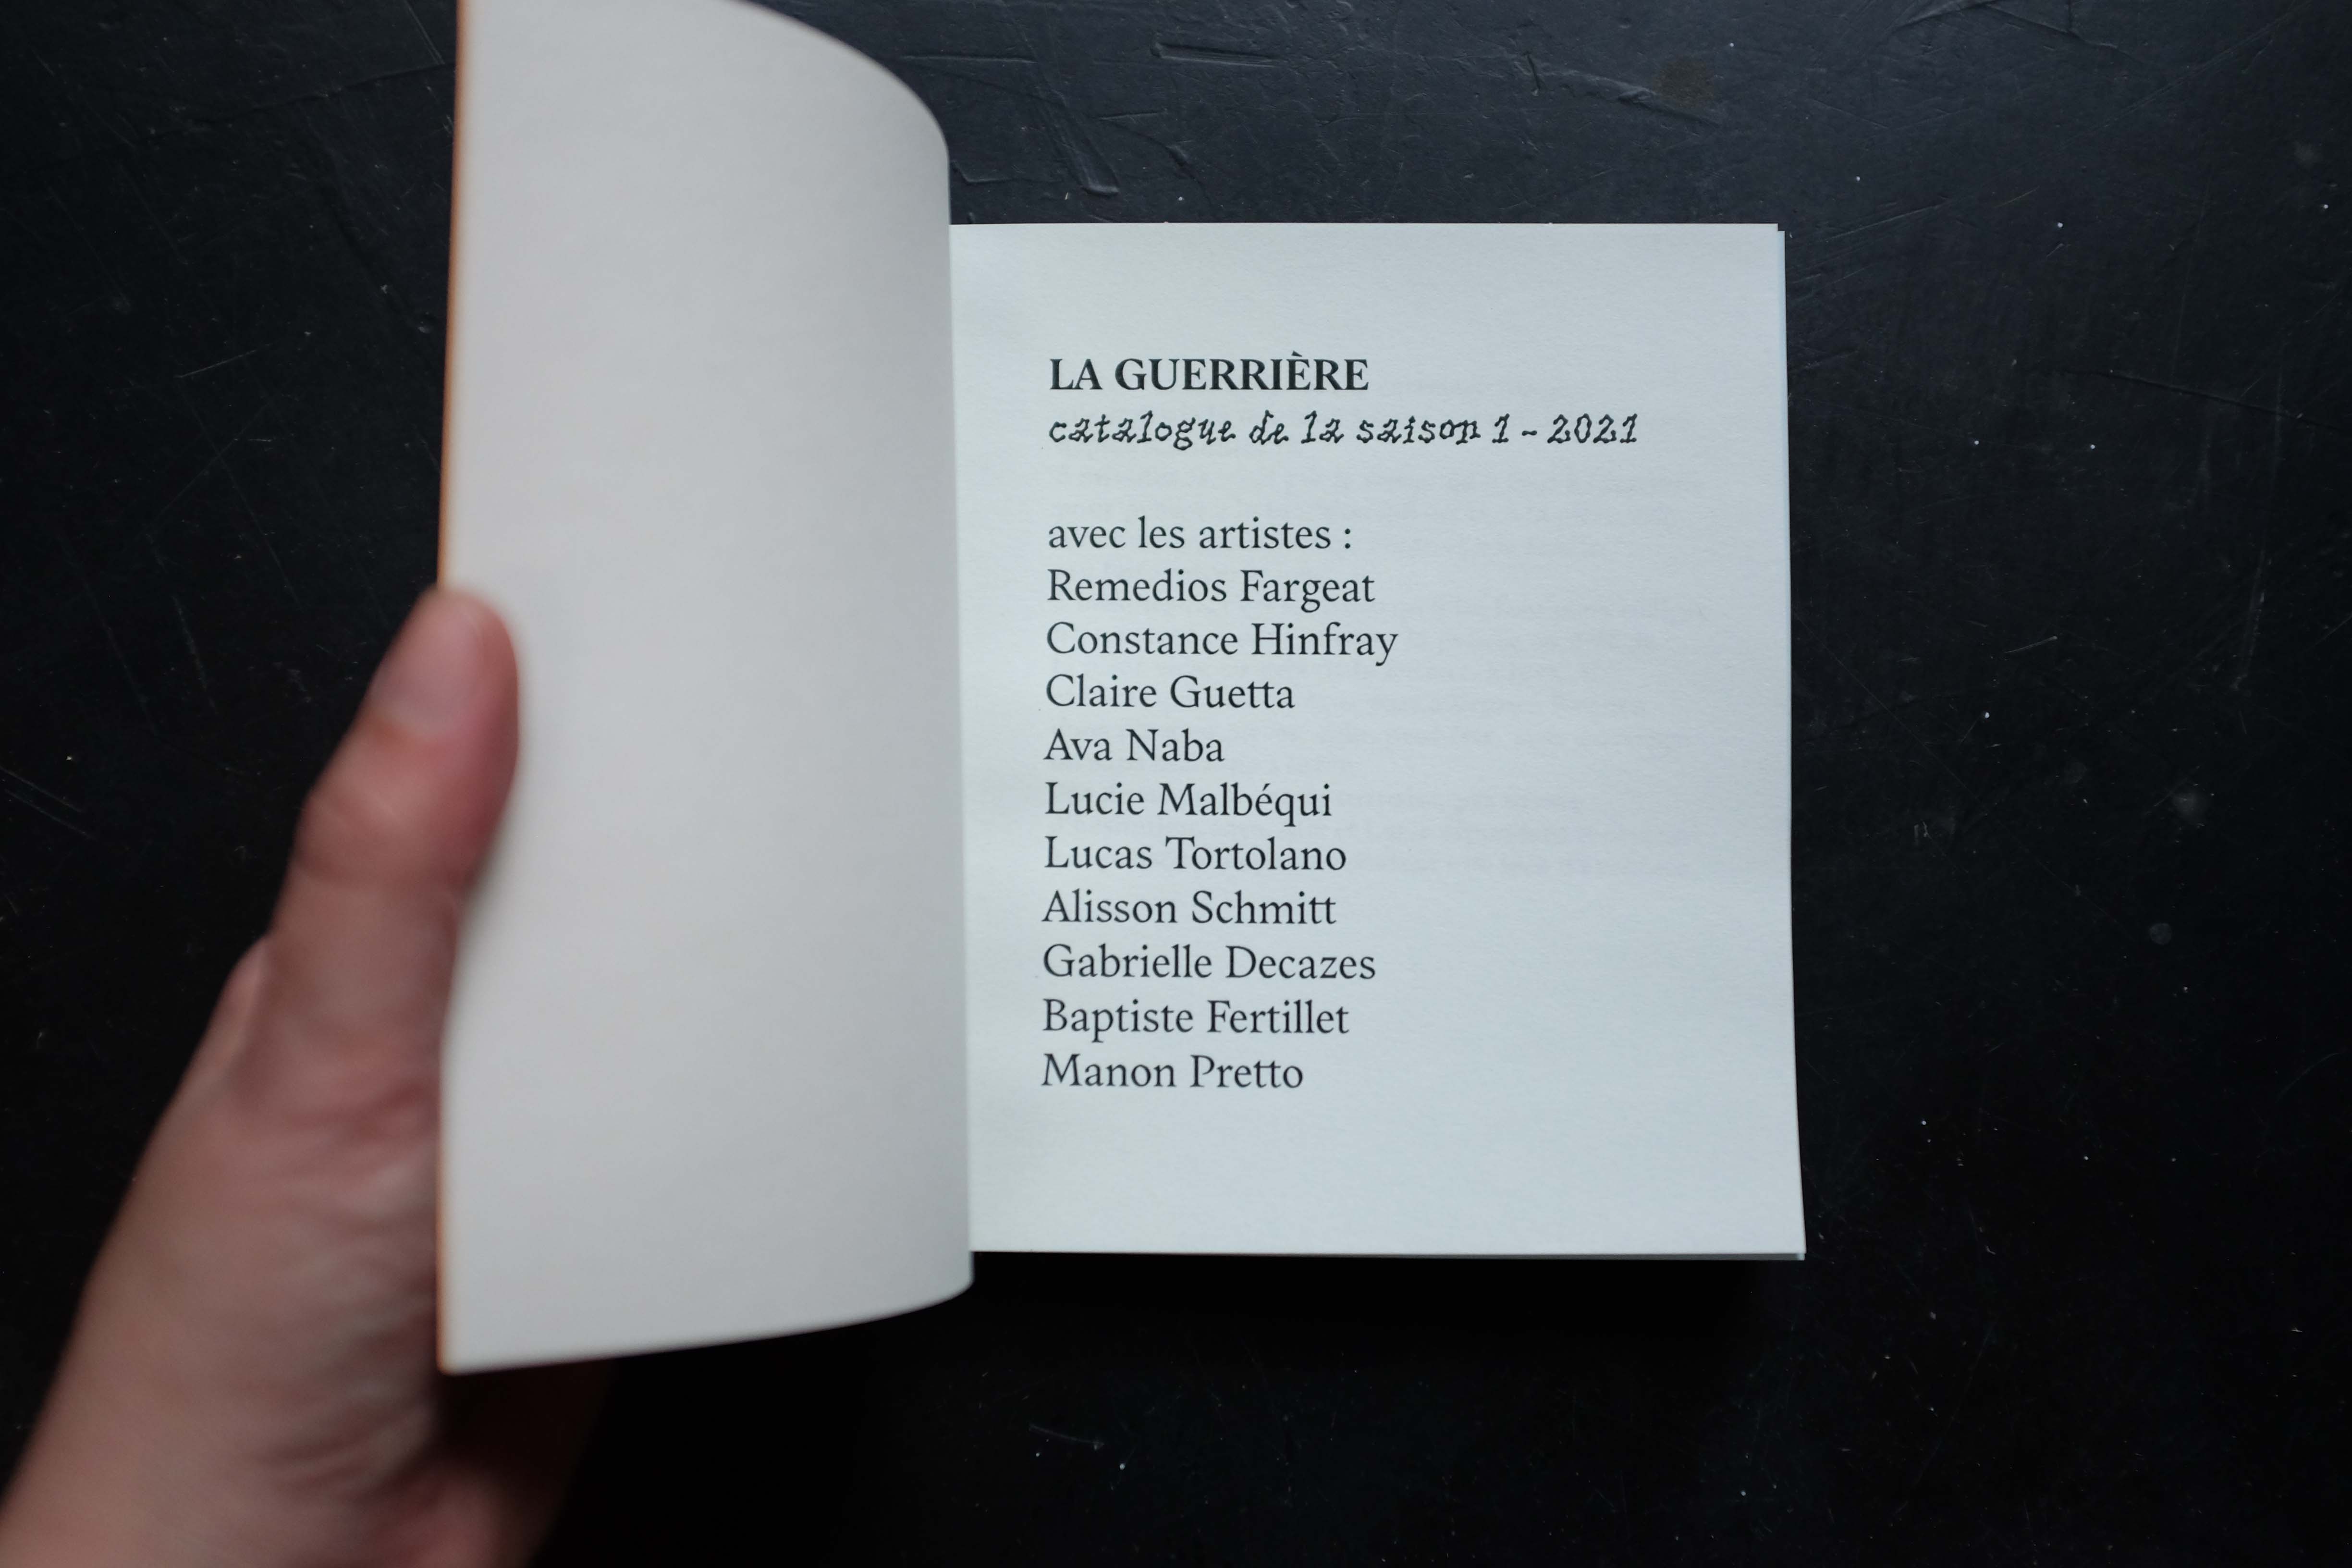 LA GUERRIÈRE
catalogue de la saison 1 - 2021
avec les artistes :
Remedios Fargeat
Constance Hinfray
Claire Guetta
Ava Naba
Lucie Malbéqui
Lucas Tortolano
Alisson Schmitt
Gabrielle Decazes
Baptiste Fertillet
Manon Pretto